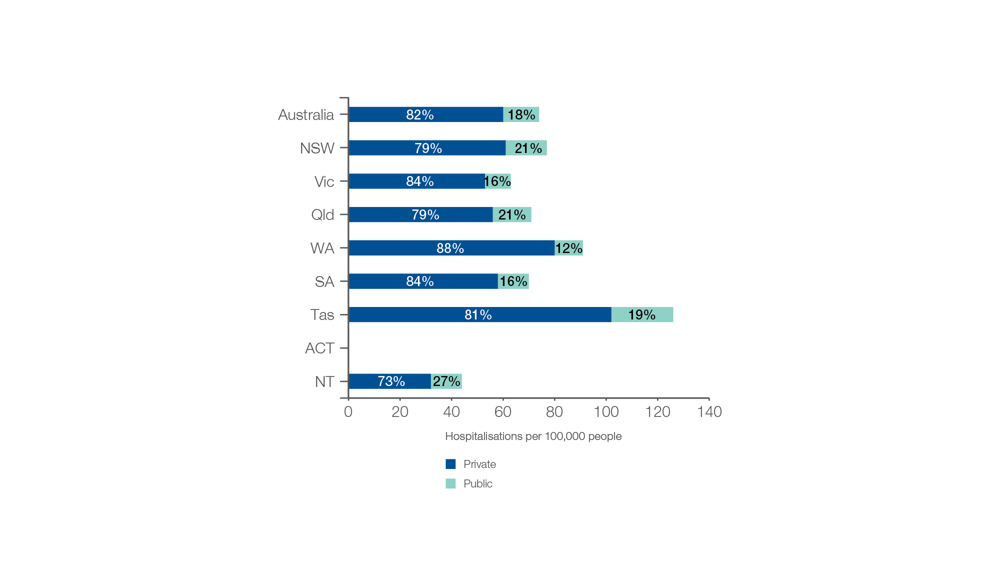 Australia 82% 18%
NSW 79% 21%
Vic 84% 16%
Qld 79% 21%
WA 88% 12%
SA 84% 16%
Tas 81% 19%
ACT
NT 73% 27%
0 20 40 60 80 100 120 140
Hospitalisations per 100,000 people
Private
Public